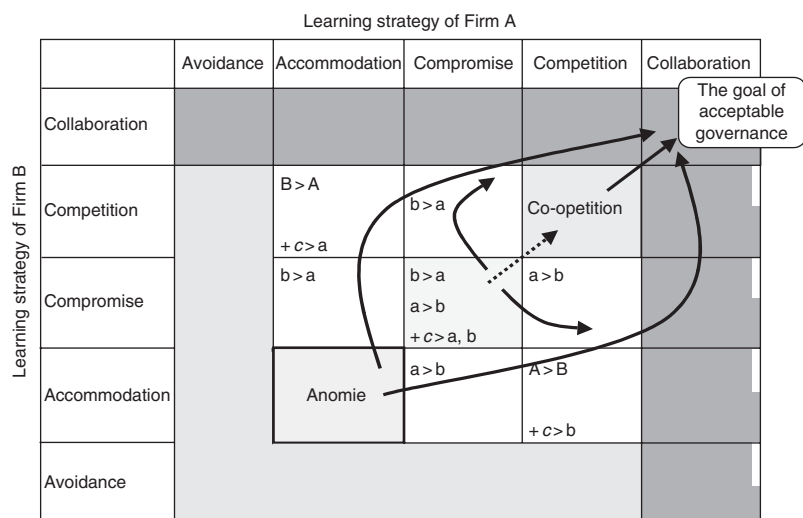 Learning strategy of Firm A
Avoidance
Accommodation
Compromise
Competition
Collaboration
The goal of
acceptable
governance
Learning strategy of Firm B
Collaboration
Competition
B > A
+ c > a
b > a
Co-opetition
Compromise
b > a
b > a
a > b
+ c > a, b
a > b
Accommodation
Anomie
a > b
A > B
+ c > b
Avoidance